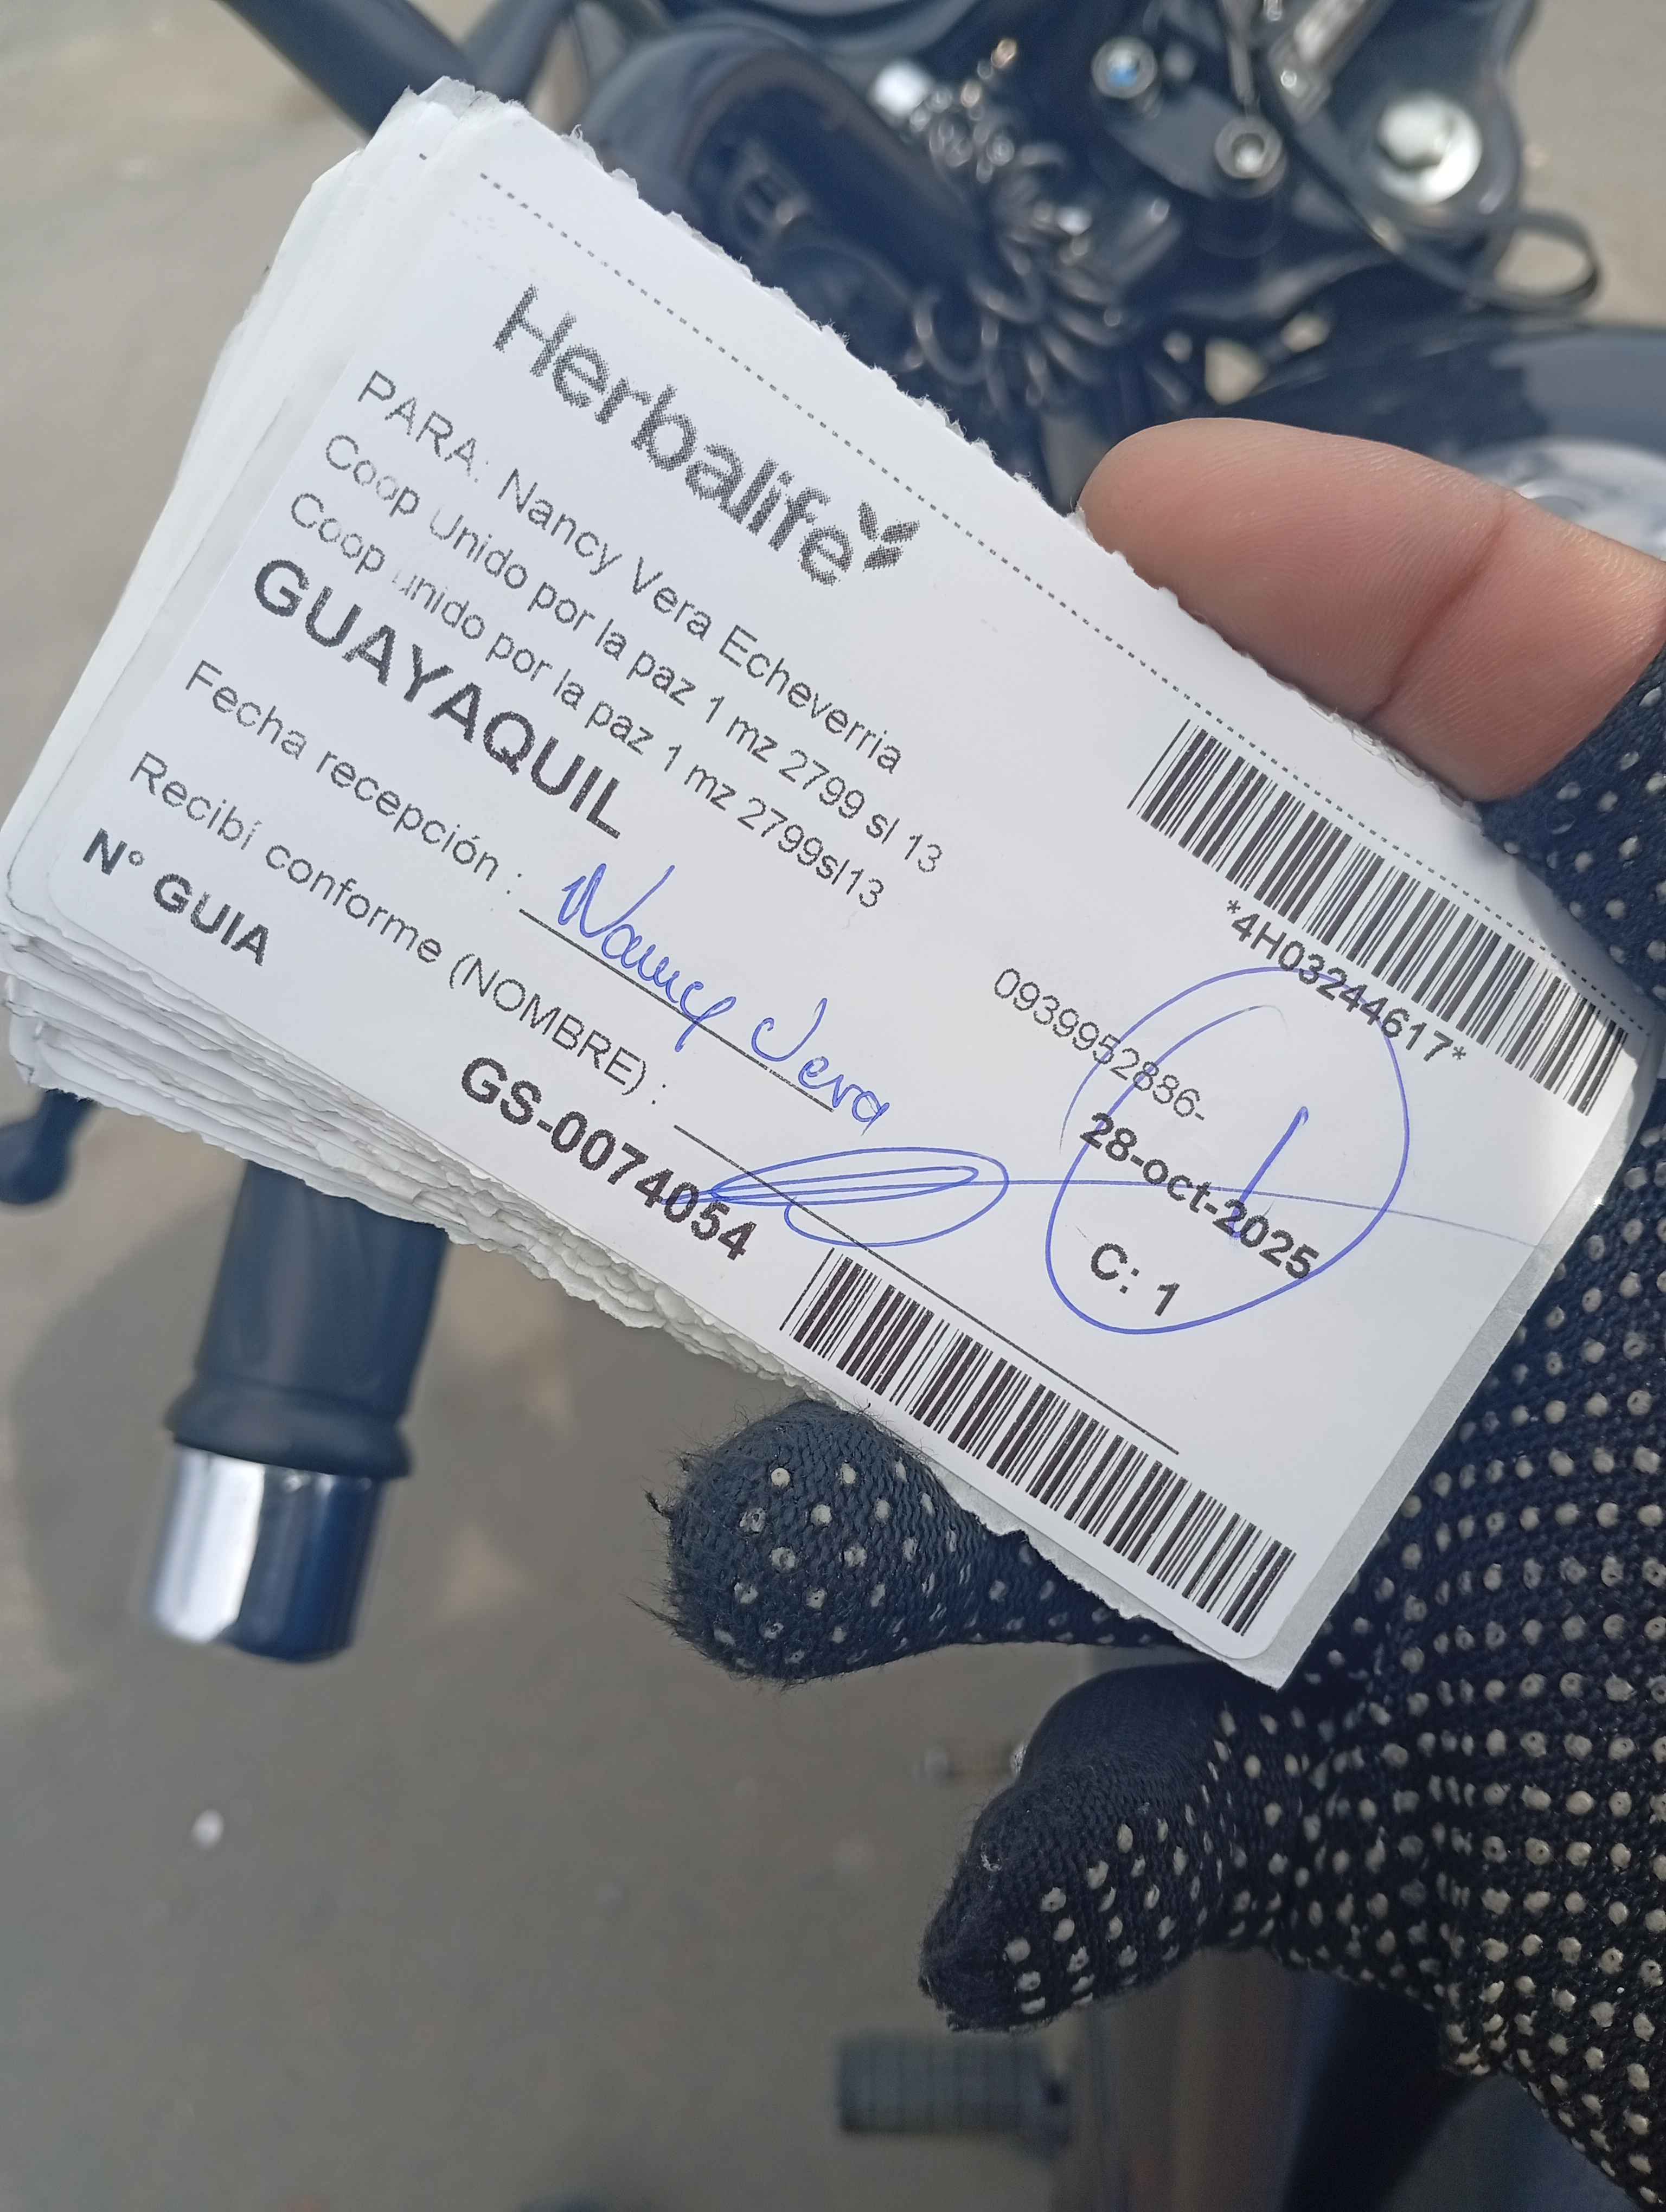 Herbalife
*4H03244617*
PARA: Nancy Vera Echeverria
Coop Unido por la paz 1 mz 2799 sl 13
Coop unido por la paz 1 mz 2799sl13
0939952886-
GUAYAQUIL
28-oct-2025
Fecha recepción : Nancy Vera
C: 1
Recibí conforme (NOMBRE) :
N° GUIA GS-0074054